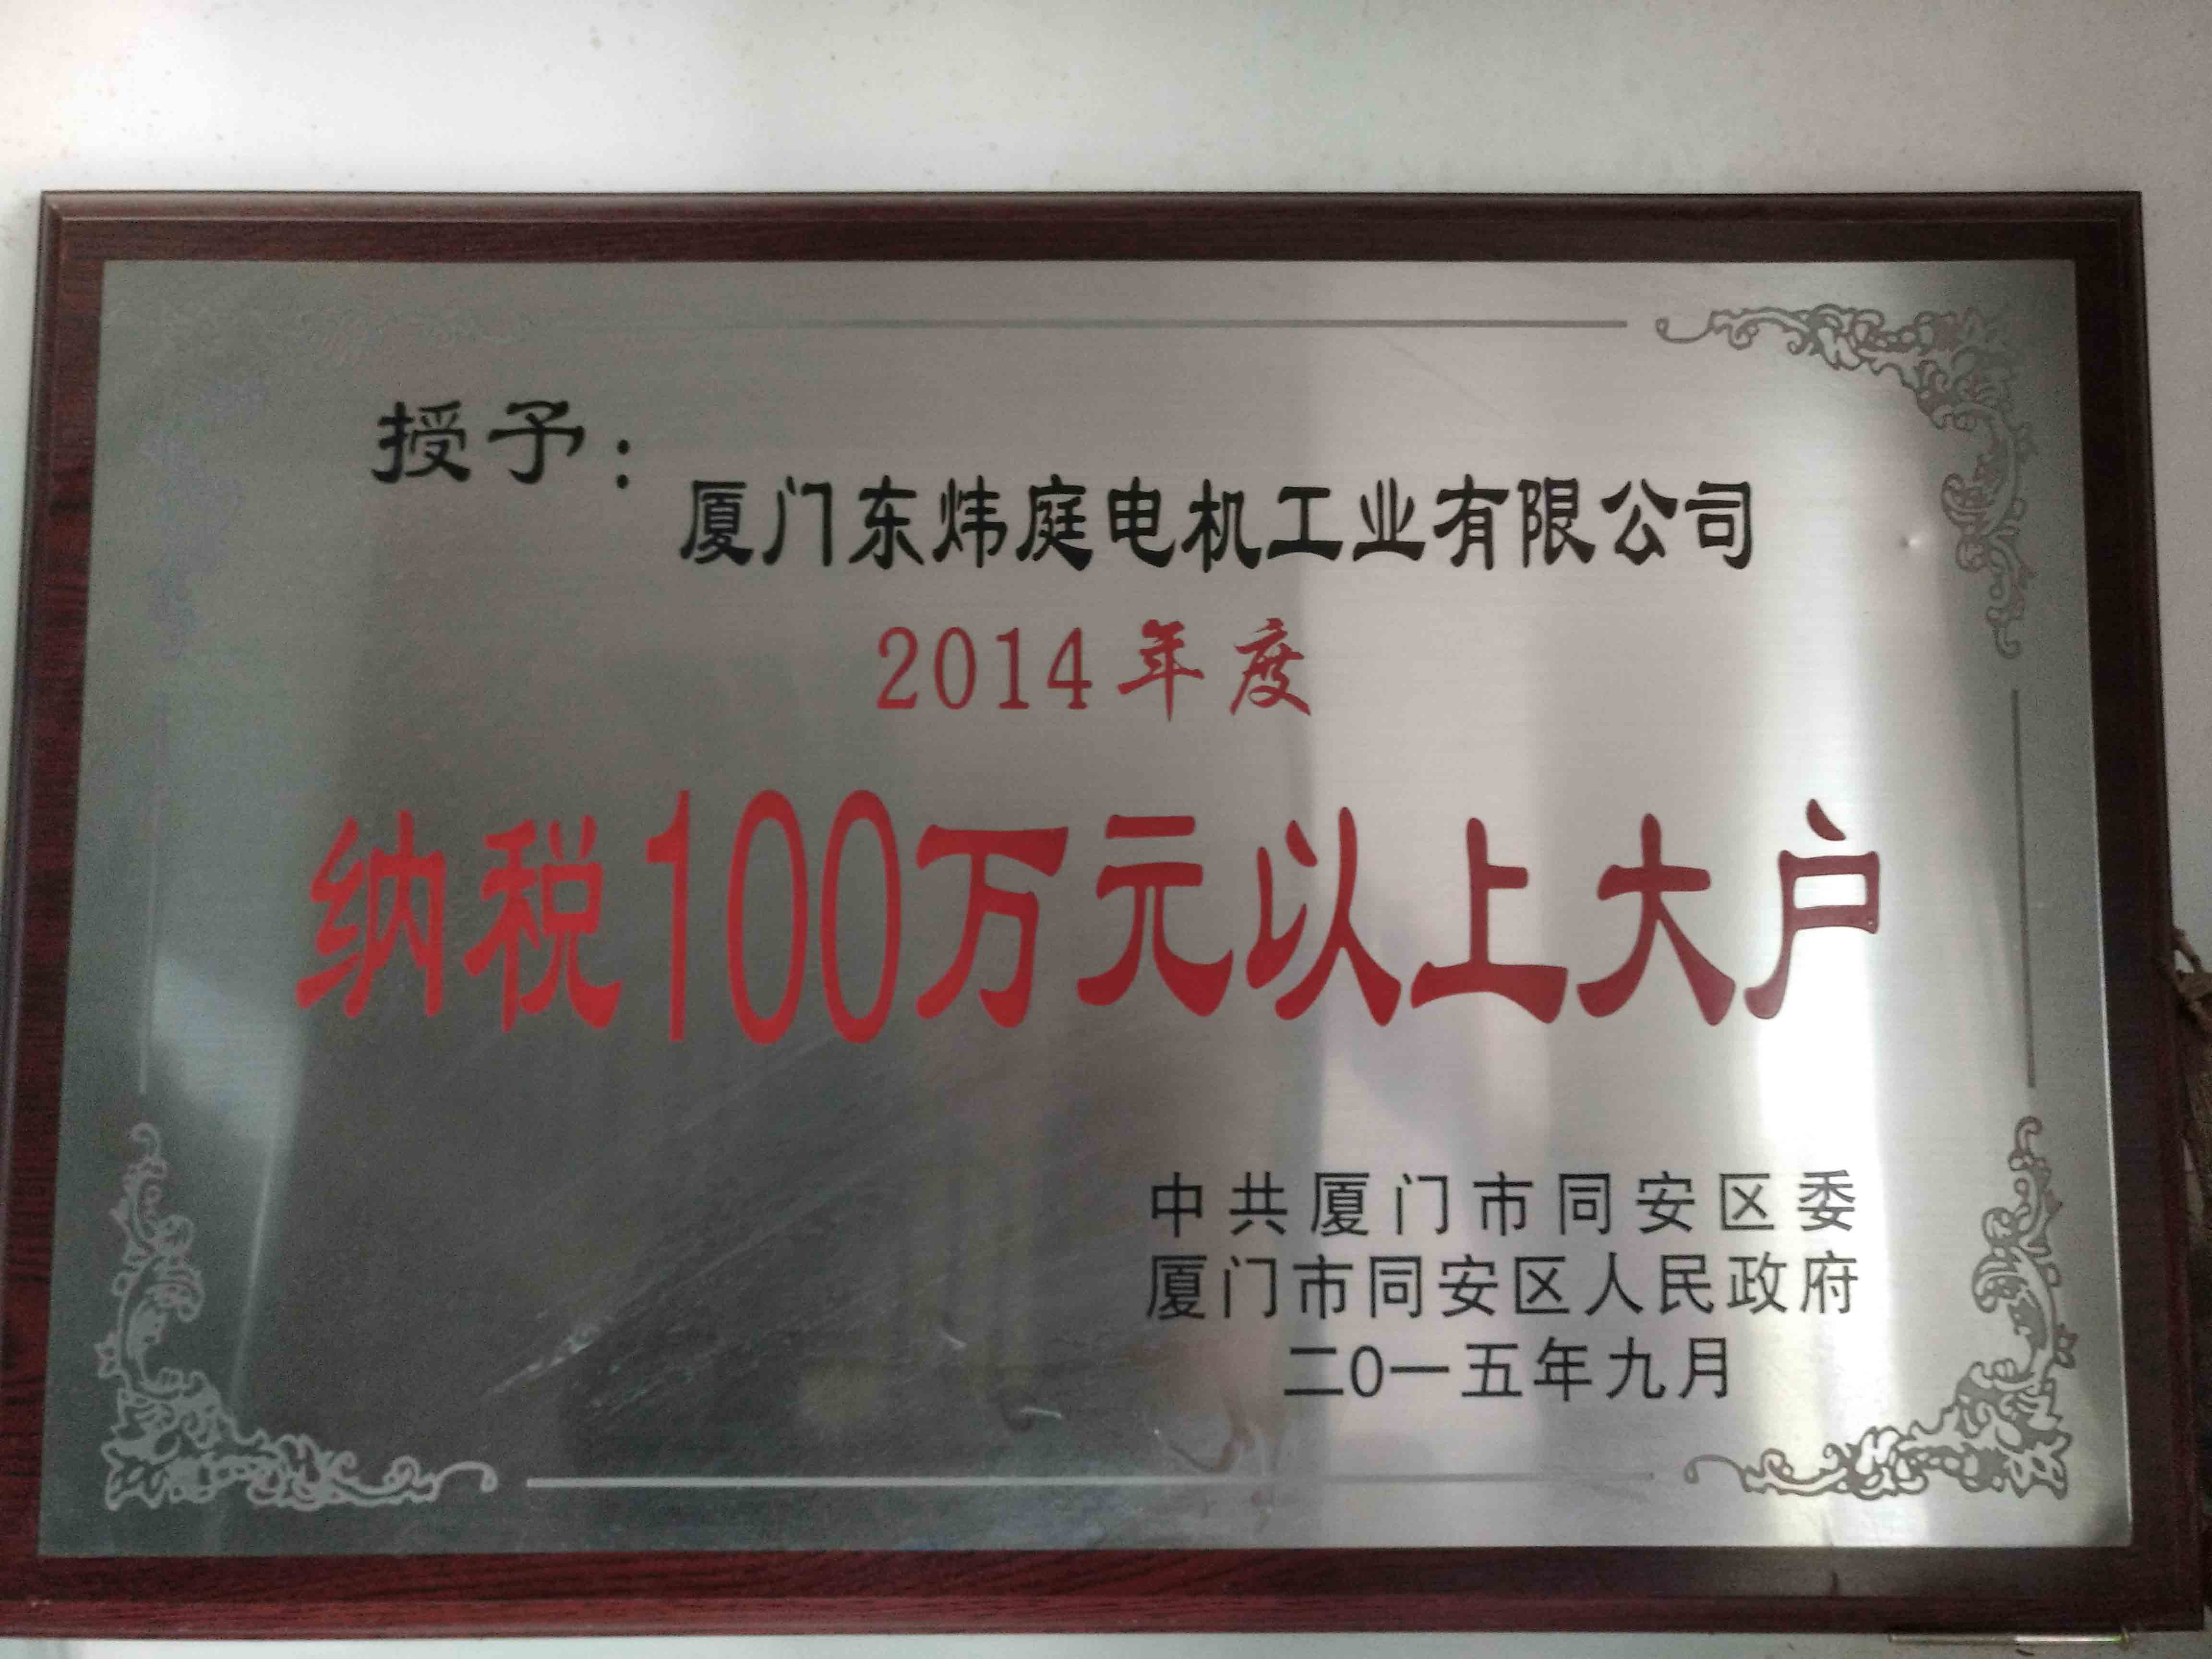 授予：
厦门东炜庭电机工业有限公司
2014年度
纳税100万元以上大户
中共厦门市同安区委
厦门市同安区人民政府
二0一五年九月